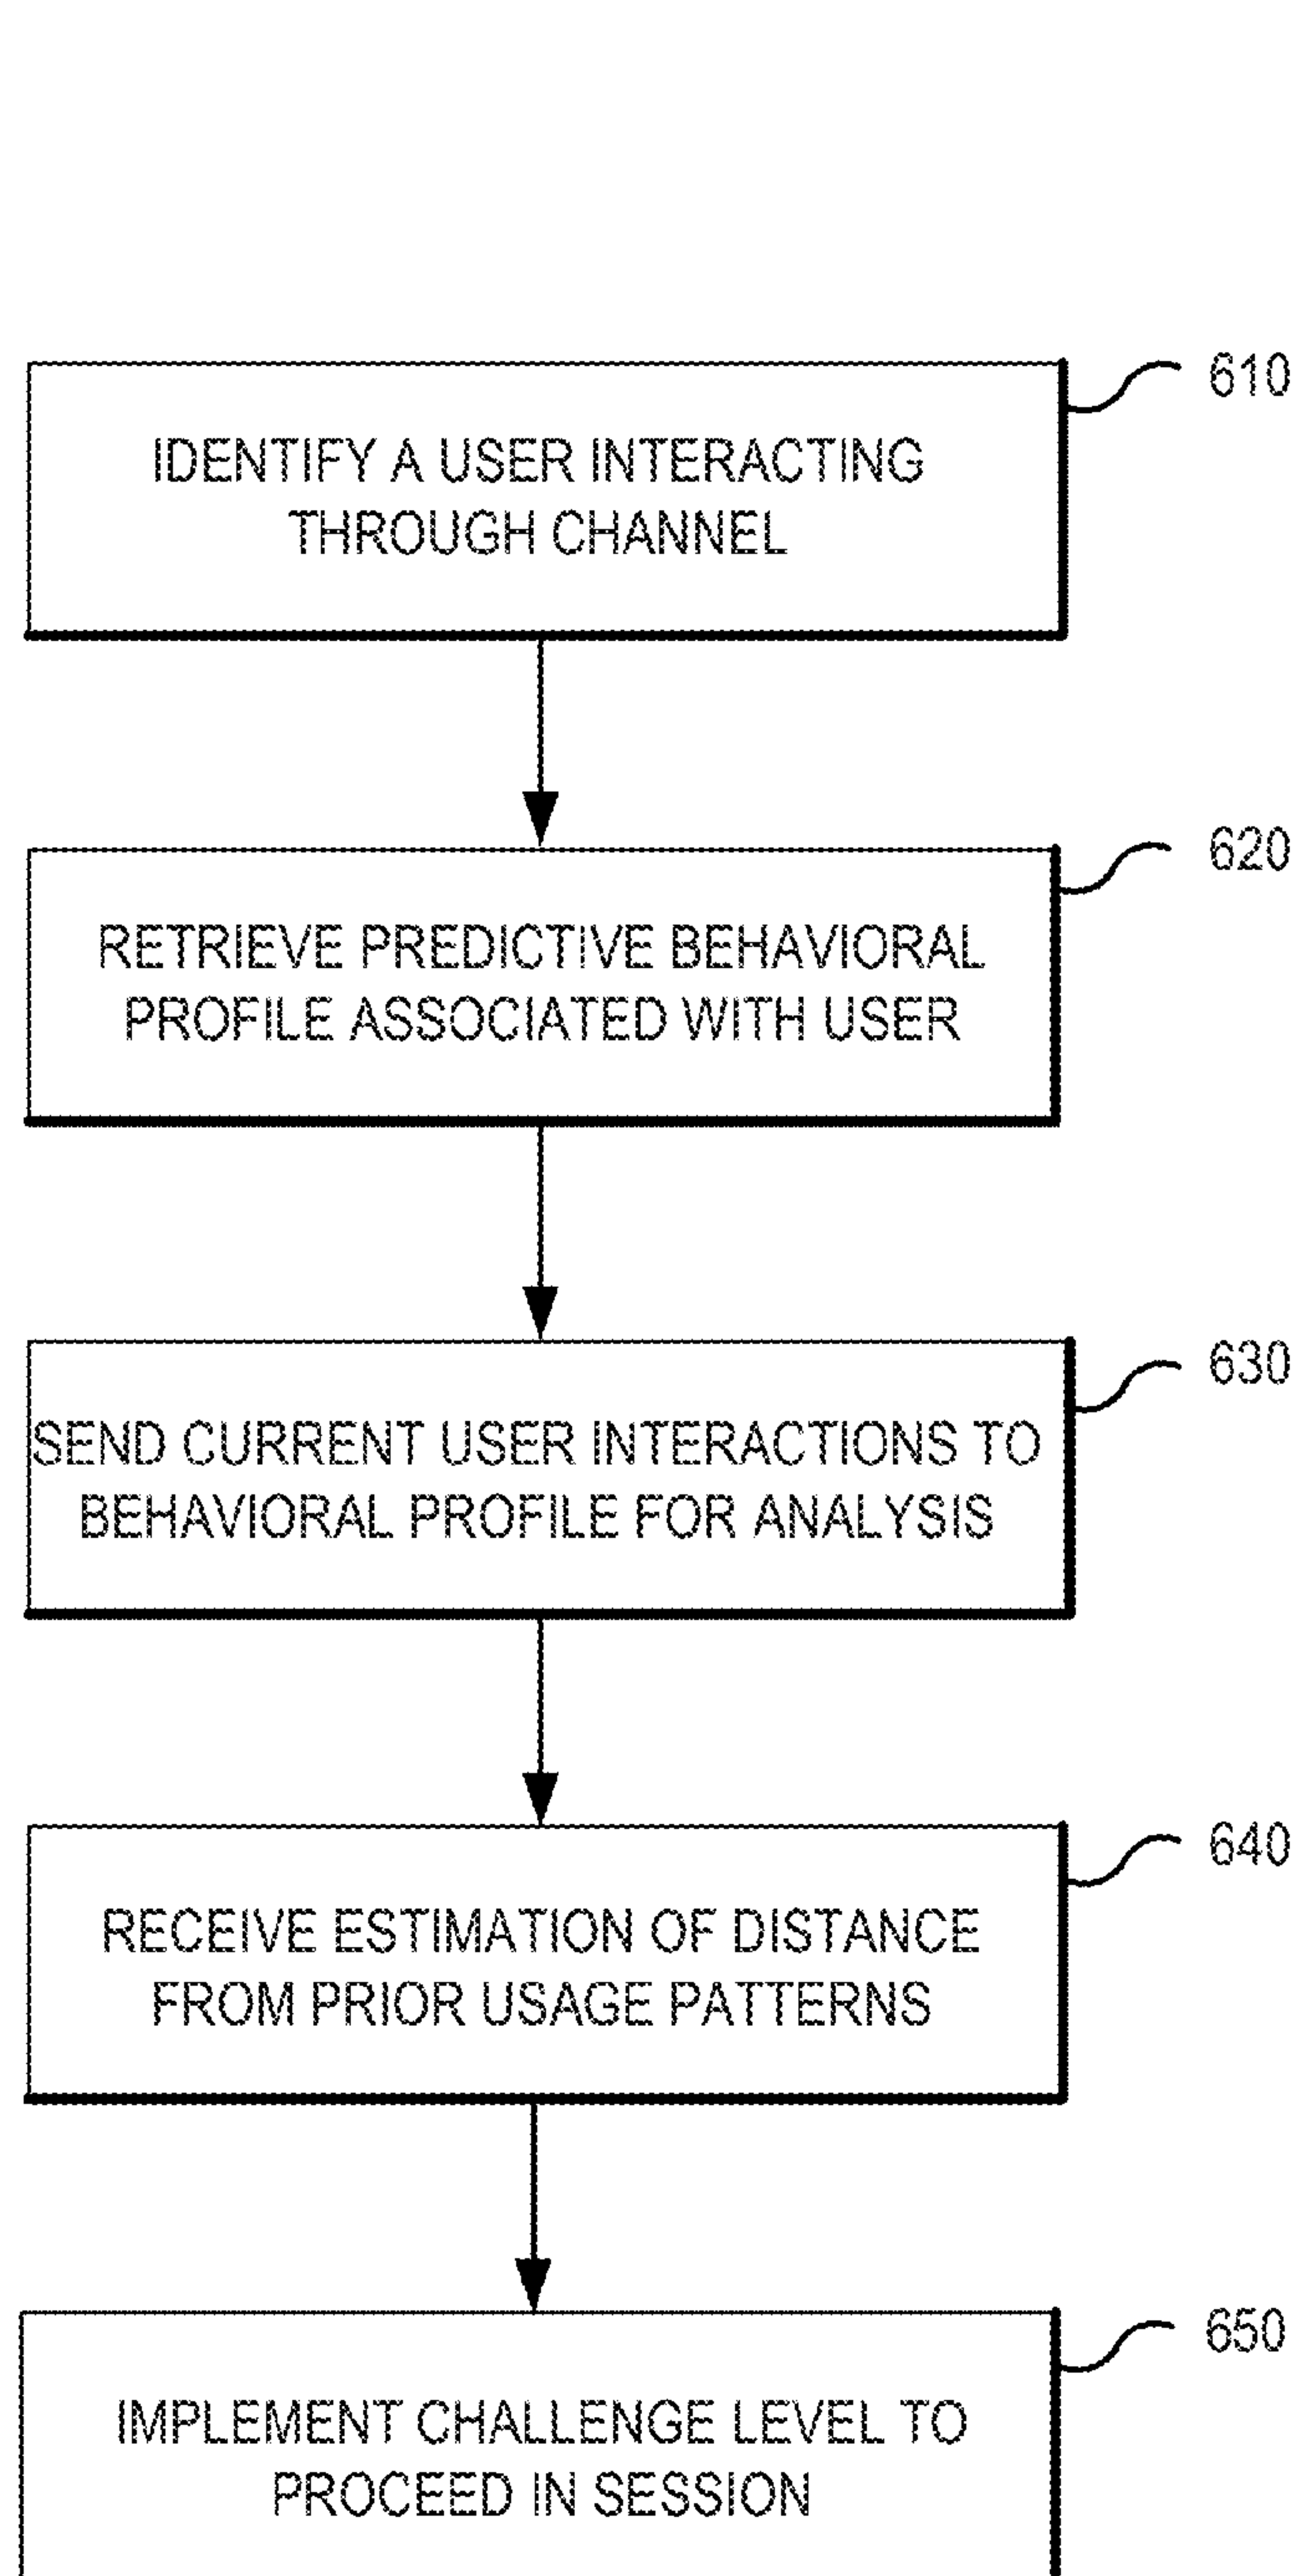 610
IDENTIFY A USER INTERACTING
THROUGH CHANNEL
620
RETRIEVE PREDICTIVE BEHAVIORAL
PROFILE ASSOCIATED WITH USER
630
SEND CURRENT USER INTERACTIONS TO
BEHAVIORAL PROFILE FOR ANALYSIS
640
RECEIVE ESTIMATION OF DISTANCE
FROM PRIOR USAGE PATTERNS
650
IMPLEMENT CHALLENGE LEVEL TO
PROCEED IN SESSION